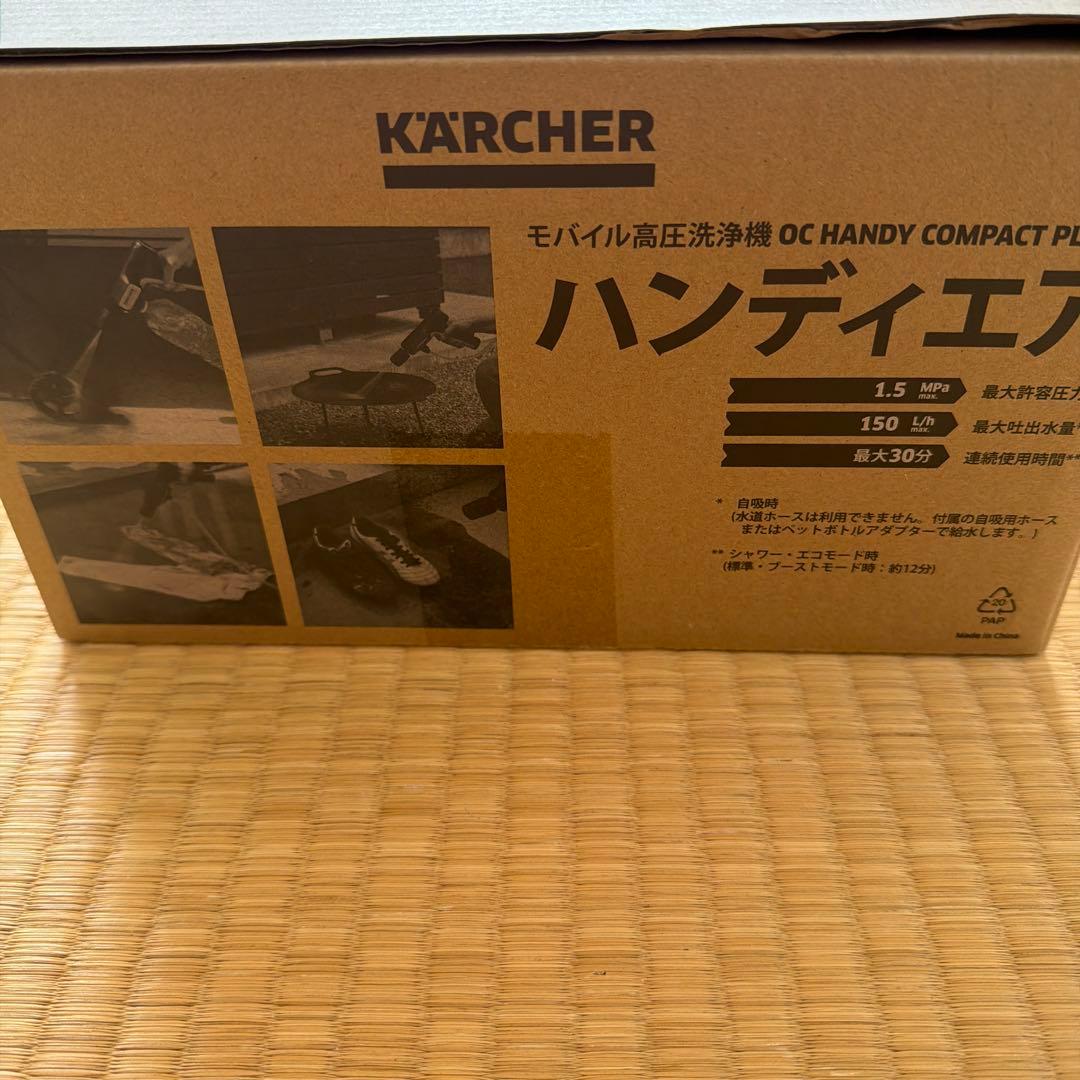 KÄRCHER
モバイル高圧洗浄機 OC HANDY COMPACT PL
ハンディエア
1.5 MPa max. 最大許容圧力
150 L/h max. 最大吐出水量*
最大30分 連続使用時間**
* 自吸時
(水道ホースは利用できません。付属の自吸用ホース
またはペットボトルアダプターで給水します。)
** シャワー・エコモード時
(標準・ブーストモード時:約12分)
20
PAP
Made in China